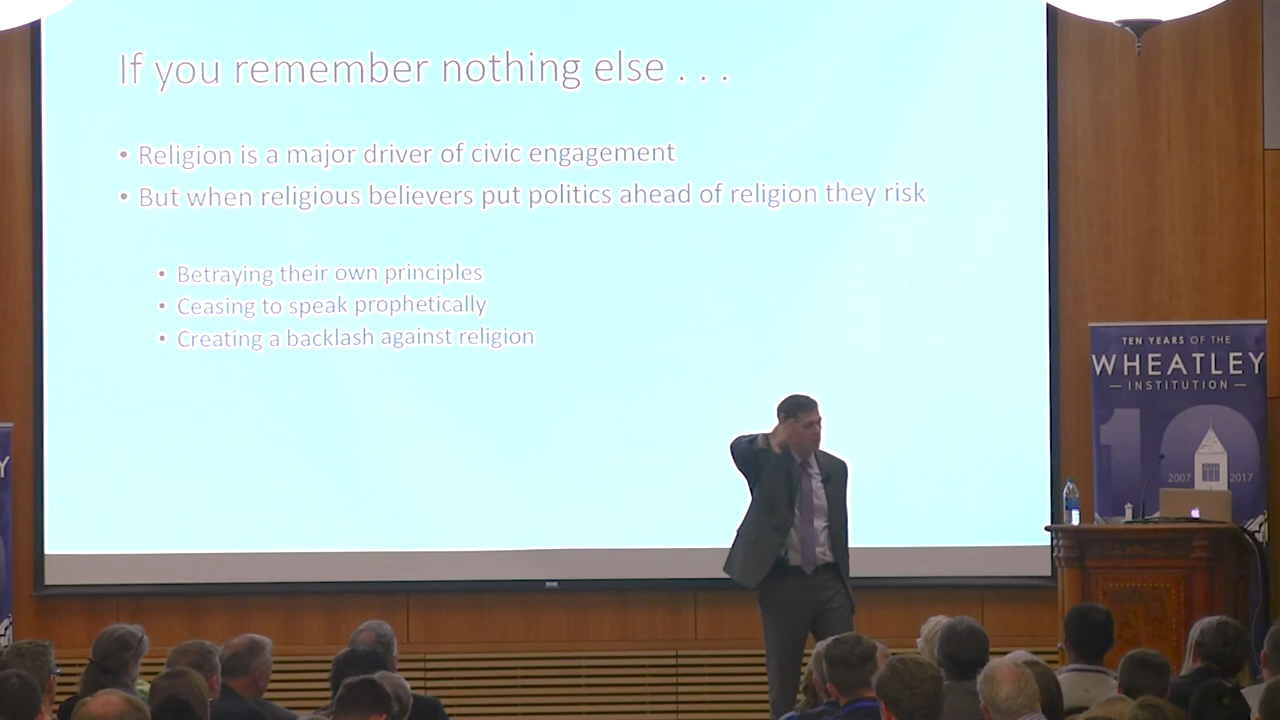 If you remember nothing else . . .
• Religion is a major driver of civic engagement
• But when religious believers put politics ahead of religion they risk
• Betraying their own principles
• Ceasing to speak prophetically
• Creating a backlash against religion
TEN YEARS OF THE
WHEATLEY
— INSTITUTION —
10
2007 2017
Y